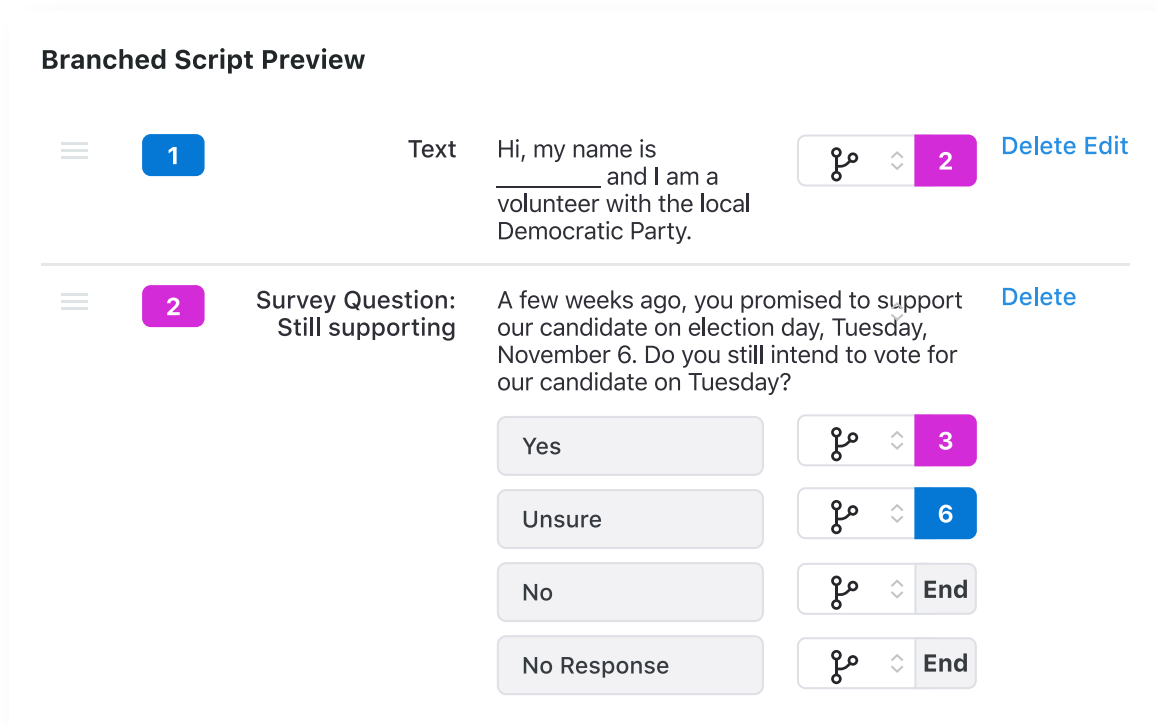 Branched Script Preview
1 Text Hi, my name is 2 Delete Edit
_________ and I am a
volunteer with the local
Democratic Party.
2 Survey Question: A few weeks ago, you promised to support Delete
Still supporting our candidate on election day, Tuesday,
November 6. Do you still intend to vote for
our candidate on Tuesday?
Yes 3
Unsure 6
No End
No Response End